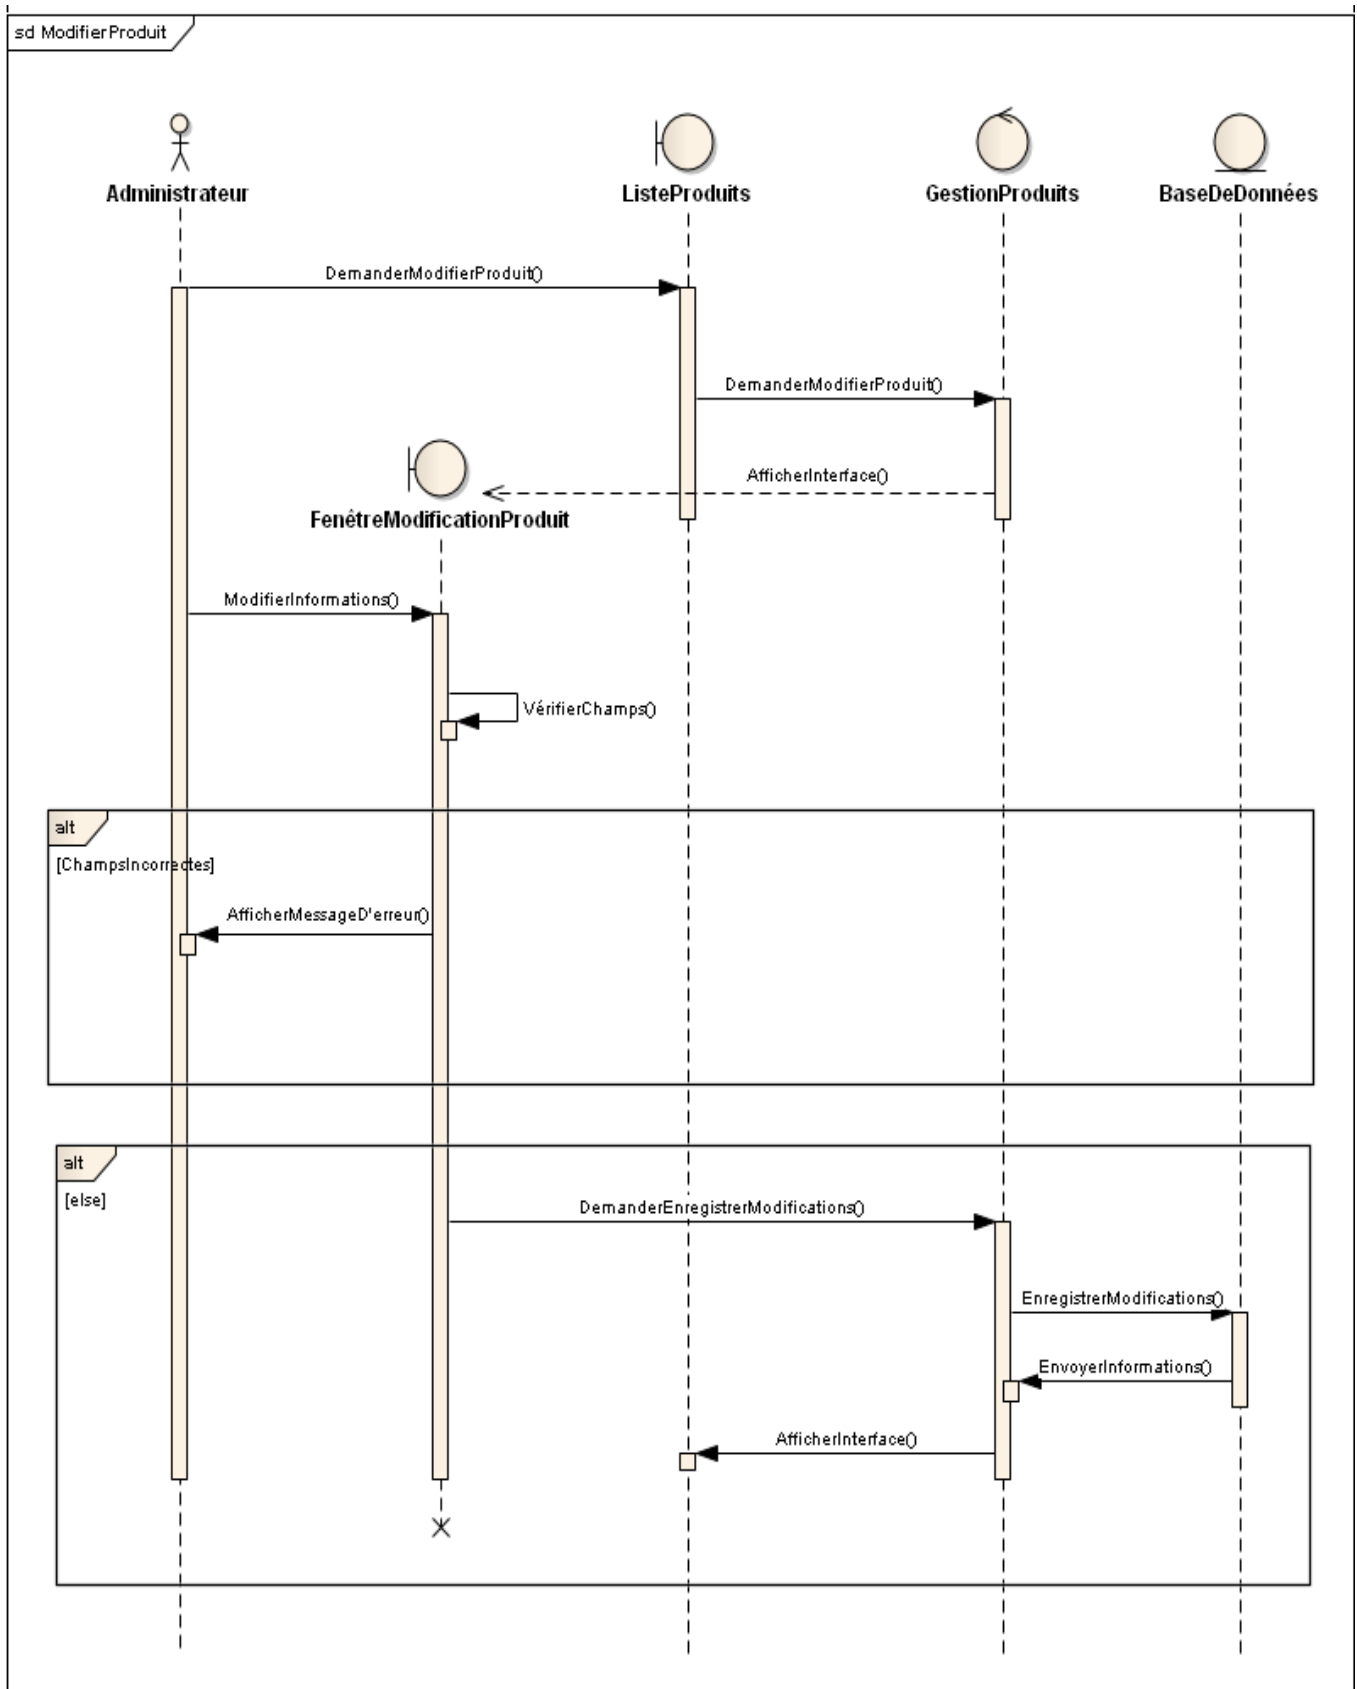 sd ModifierProduit
Administrateur
ListeProduits
GestionProduits
BaseDeDonnées
DemanderModifierProduit()
DemanderModifierProduit()
AfficherInterface()
FenêtreModificationProduit
ModifierInformations()
VérifierChamps()
alt
[ChampsIncorrectes]
AfficherMessageD'erreur()
alt
[else]
DemanderEnregistrerModifications()
EnregistrerModifications()
EnvoyerInformations()
AfficherInterface()